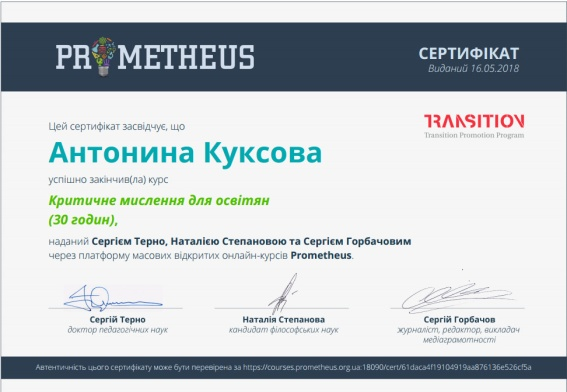 PROMETHEUS
СЕРТИФІКАТ
Виданий 16.05.2018
TRANSITION
Transition Promotion Program
Цей сертифікат засвідчує, що
Антонина Куксова
успішно закінчив(ла) курс
Критичне мислення для освітян
(30 годин),
наданий Сергієм Терно, Наталією Степановою та Сергієм Горбачовим
через платформу масових відкритих онлайн-курсів Prometheus.
Сергій Терно
доктор педагогічних наук
Наталія Степанова
кандидат філософських наук
Сергій Горбачов
журналіст, редактор, викладач
медіаграмотності
Автентичність цього сертифікату може бути перевірена за https://courses.prometheus.org.ua:18090/cert/61daca4f19104919aa876136e526cf5a